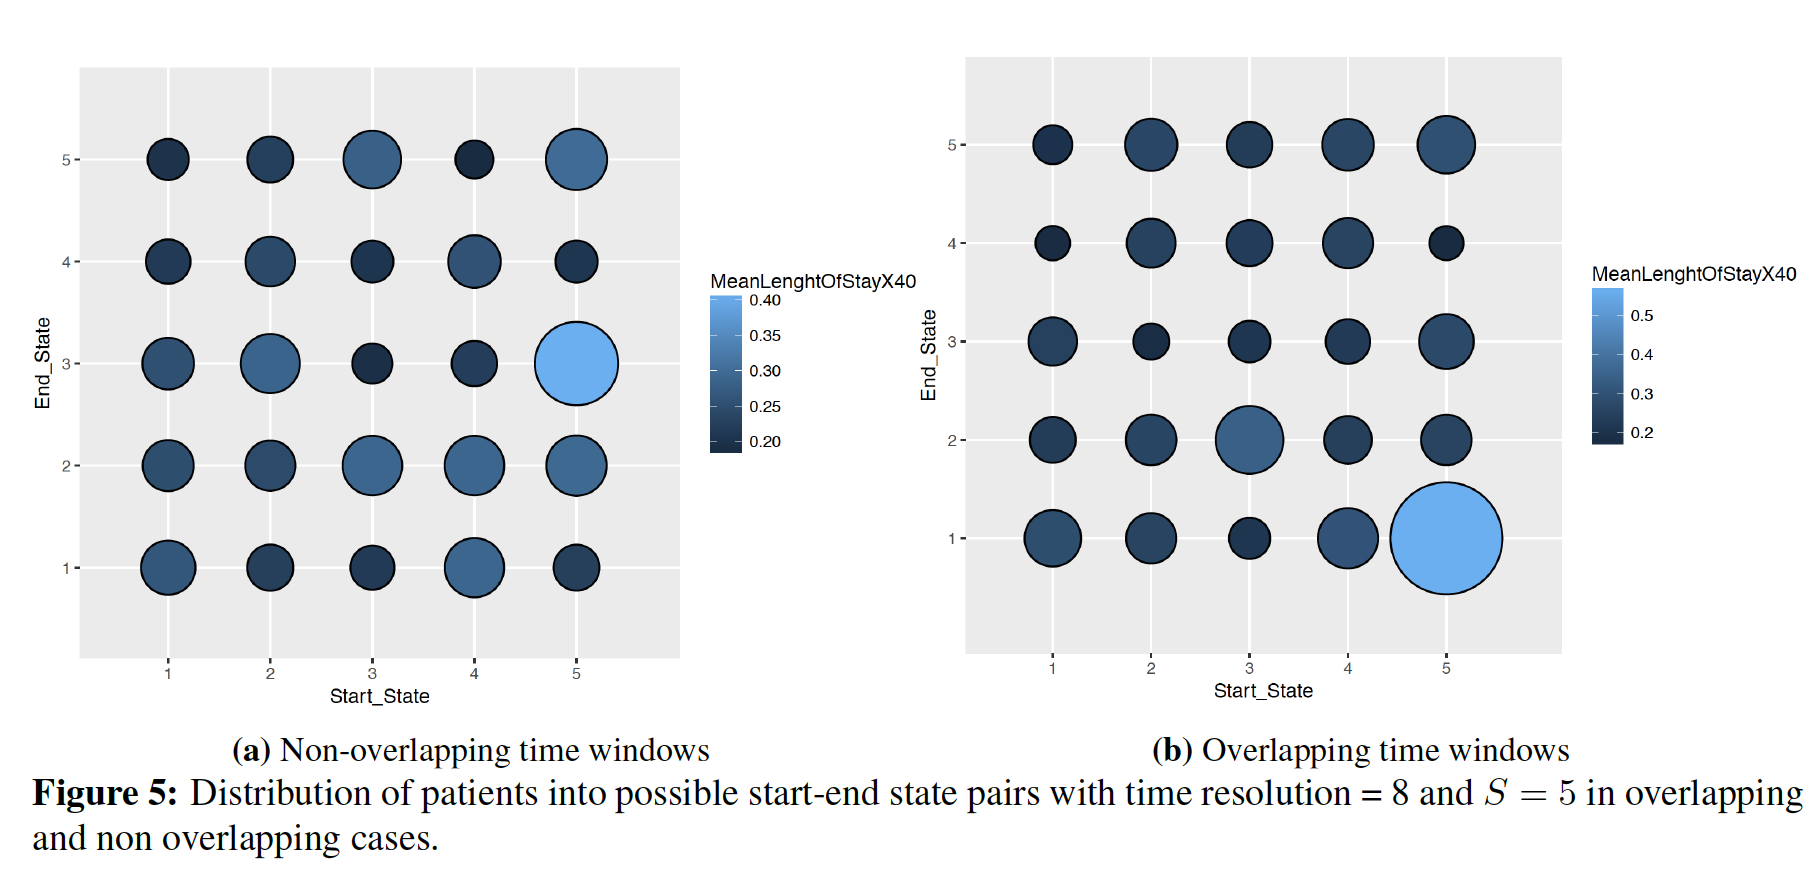 5
4
3
2
1
End_State
1 2 3 4 5
Start_State
MeanLenghtOfStayX40
0.40
0.35
0.30
0.25
0.20
(a) Non-overlapping time windows
5
4
3
2
1
End_State
1 2 3 4 5
Start_State
MeanLenghtOfStayX40
0.5
0.4
0.3
0.2
(b) Overlapping time windows
Figure 5: Distribution of patients into possible start-end state pairs with time resolution = 8 and S = 5 in overlapping
and non overlapping cases.